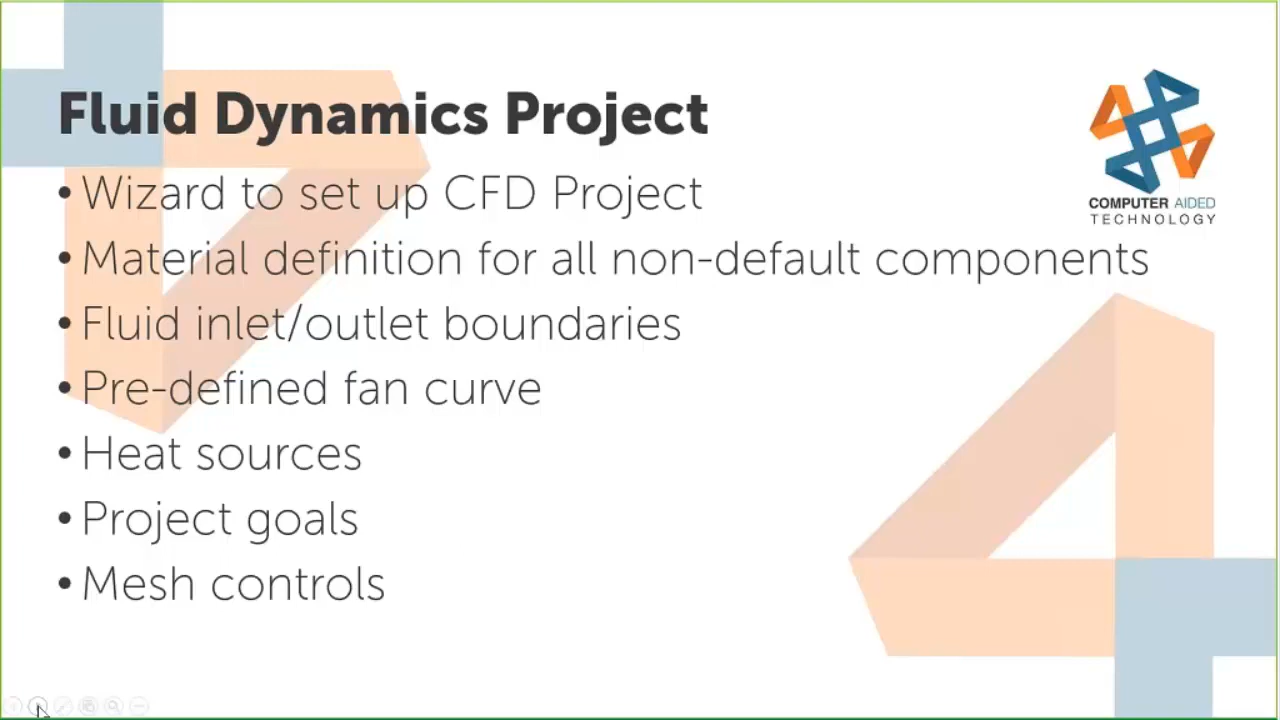 Fluid Dynamics Project
• Wizard to set up CFD Project
• Material definition for all non-default components
• Fluid inlet/outlet boundaries
• Pre-defined fan curve
• Heat sources
• Project goals
• Mesh controls
COMPUTER AIDED
TECHNOLOGY